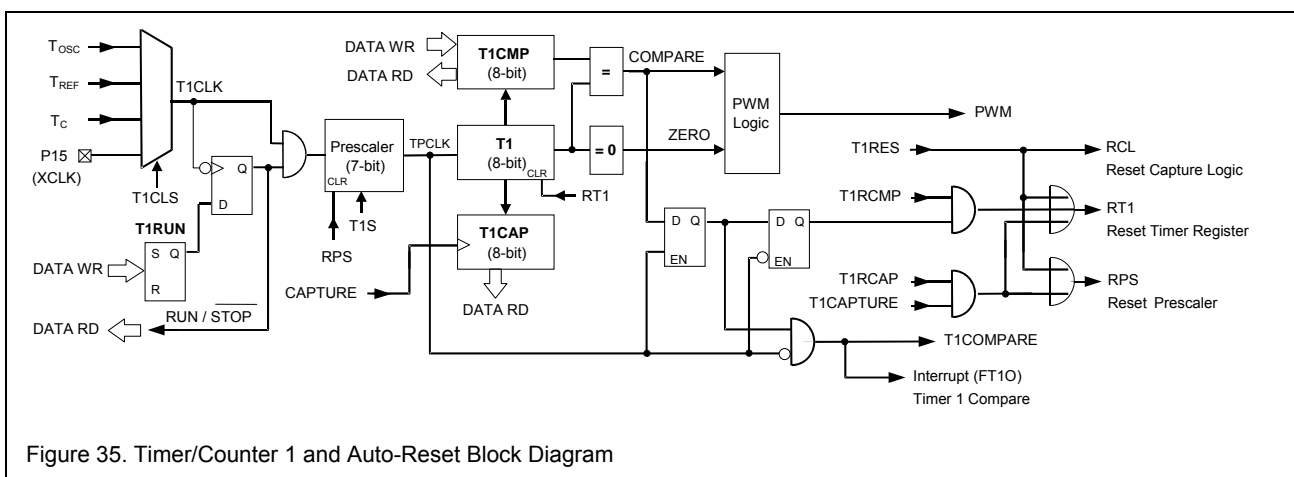 TOSC
TREF
TC
P15
(XCLK)
T1CLK
T1CLS
T1RUN
D
Q
S Q
R
DATA WR
DATA RD
RUN / STOP
Prescaler
(7-bit)
CLR
T1S
RPS
TPCLK
DATA WR
DATA RD
T1CMP
(8-bit)
T1
(8-bit)
CLR
RT1
T1CAP
(8-bit)
CAPTURE
DATA RD
=
= 0
COMPARE
ZERO
PWM
Logic
PWM
D Q
EN
D Q
EN
T1RES
T1RCMP
T1RCAP
T1CAPTURE
RCL
Reset Capture Logic
RT1
Reset Timer Register
RPS
Reset Prescaler
T1COMPARE
Interrupt (FT1O)
Timer 1 Compare
Figure 35. Timer/Counter 1 and Auto-Reset Block Diagram